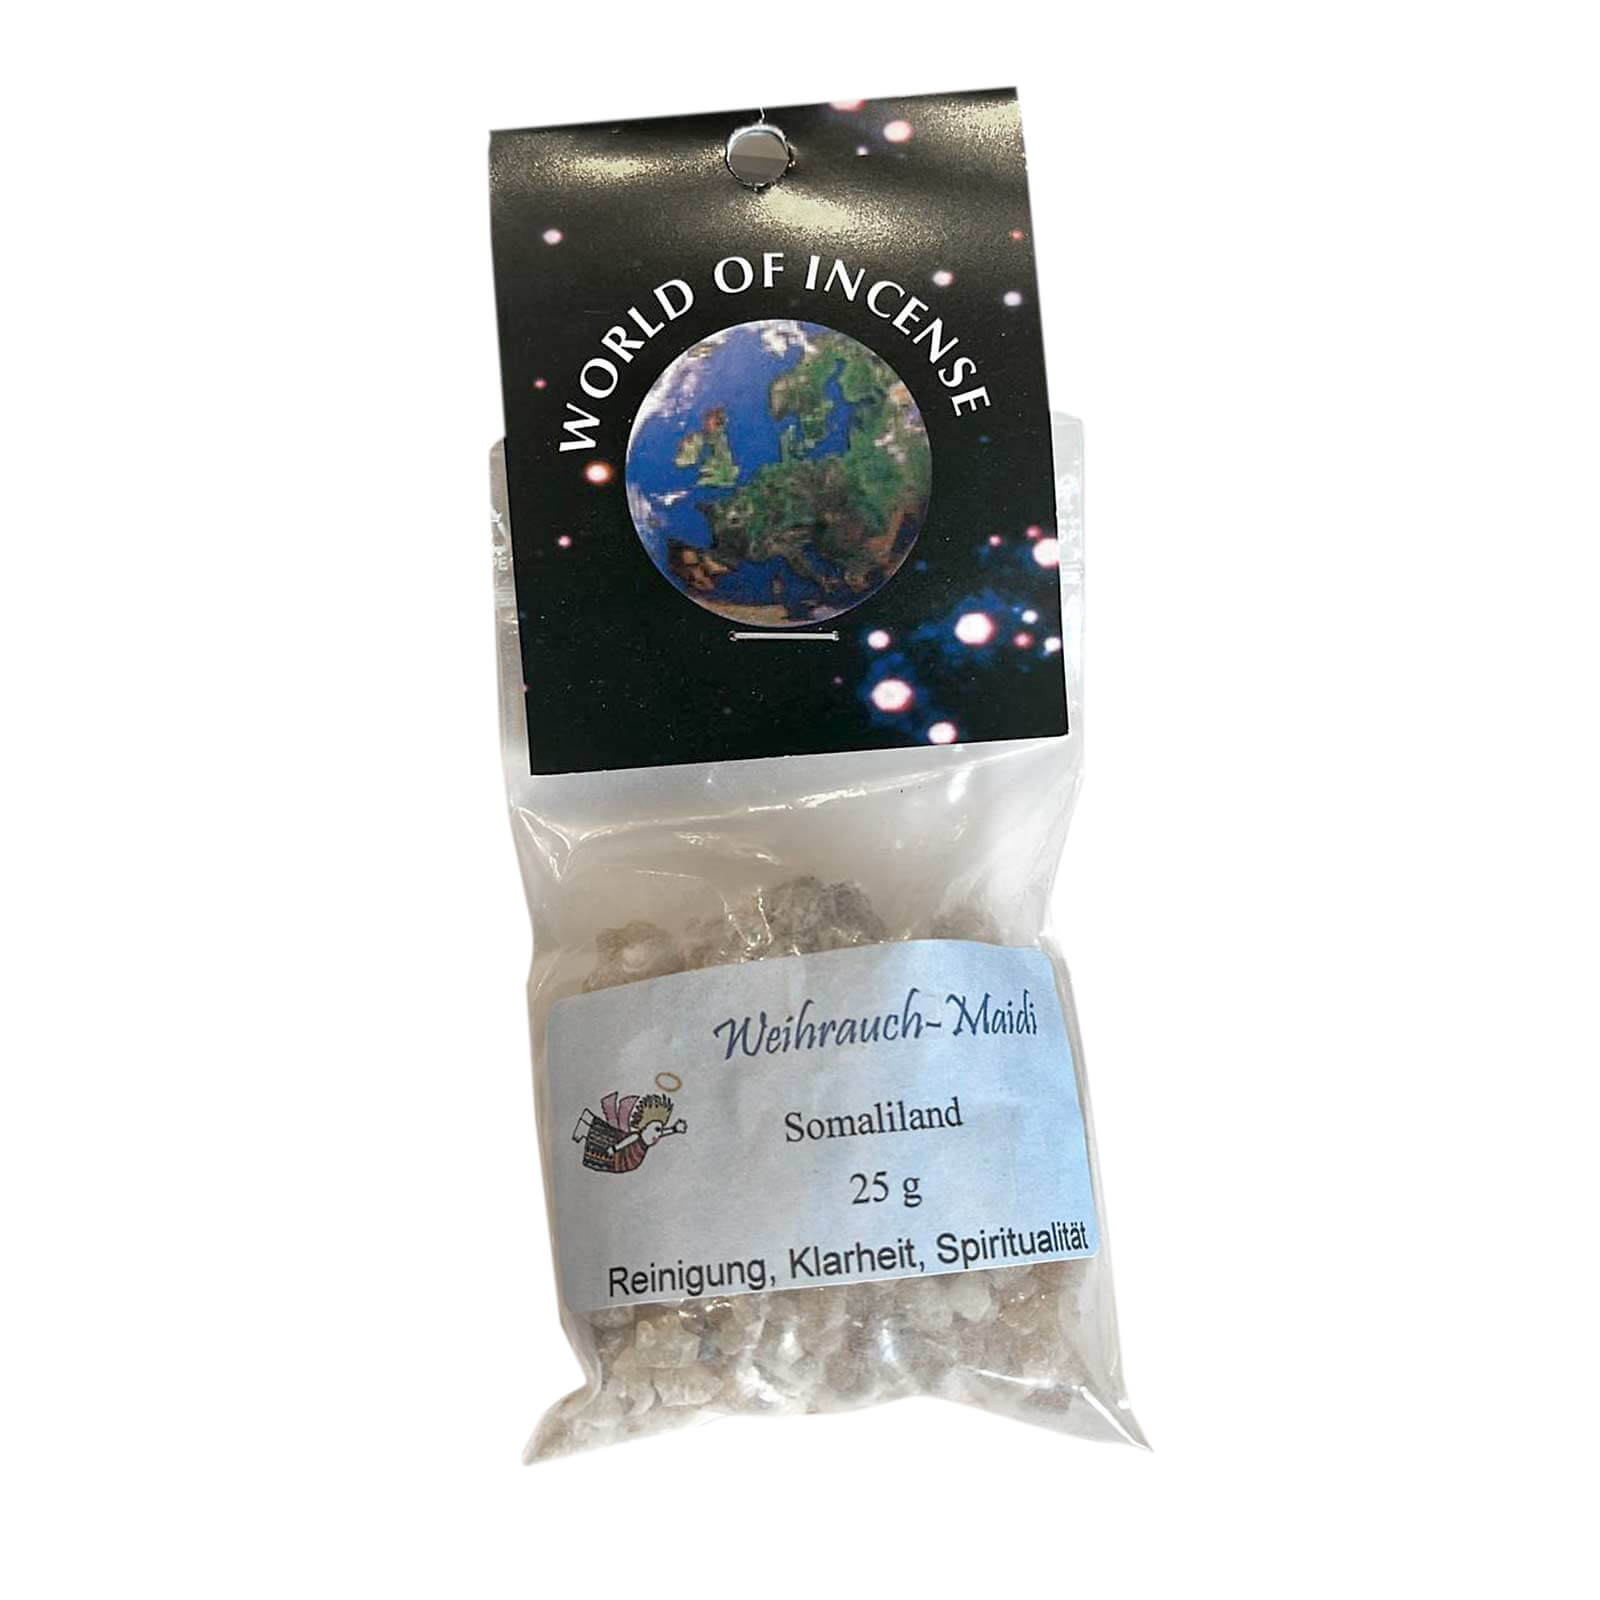 WORLD OF INCENSE
Weihrauch-Maidi
Somaliland
25 g
Reinigung, Klarheit, Spiritualität